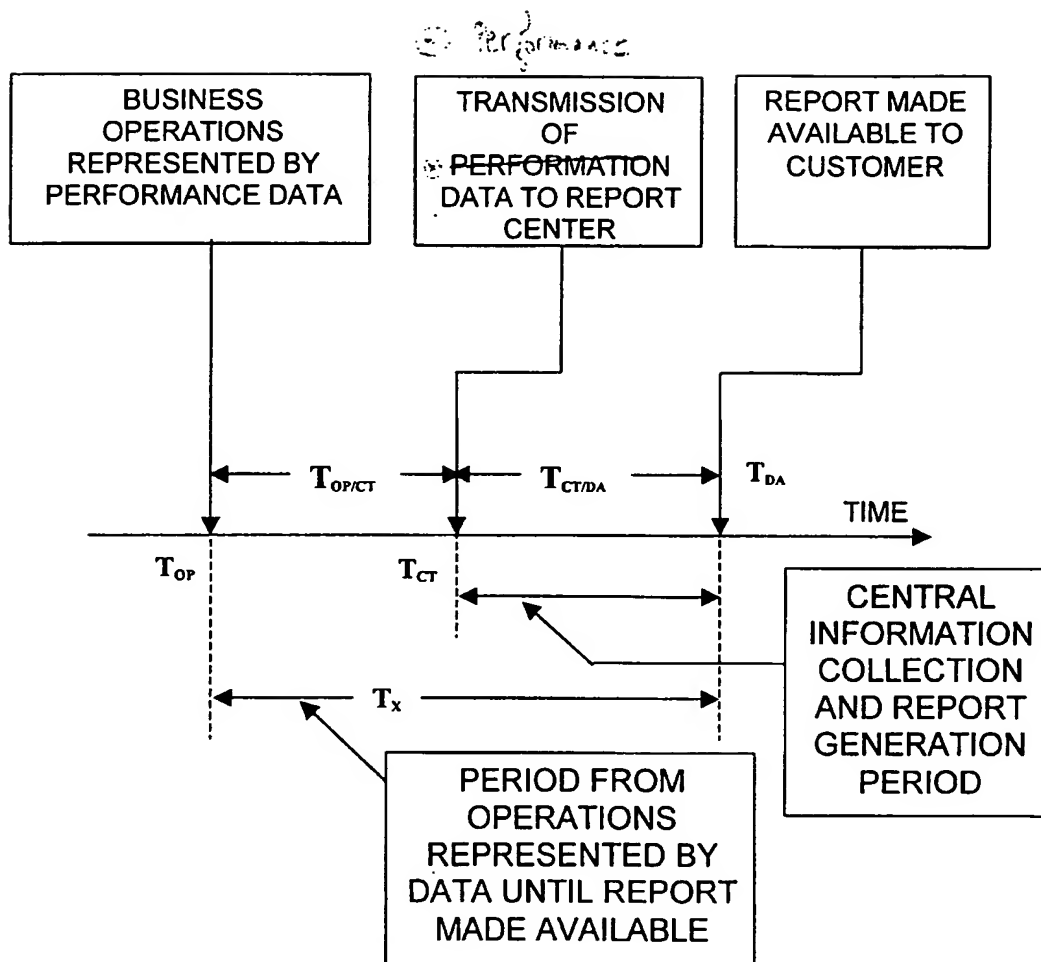 Performance
BUSINESS
OPERATIONS
REPRESENTED BY
PERFORMANCE DATA
TRANSMISSION
OF
PERFORMATION
DATA TO REPORT
CENTER
REPORT MADE
AVAILABLE TO
CUSTOMER
T_OP/CT
T_CT/DA
T_DA
TIME
T_OP
T_CT
CENTRAL
INFORMATION
COLLECTION
AND REPORT
GENERATION
PERIOD
T_X
PERIOD FROM
OPERATIONS
REPRESENTED BY
DATA UNTIL REPORT
MADE AVAILABLE